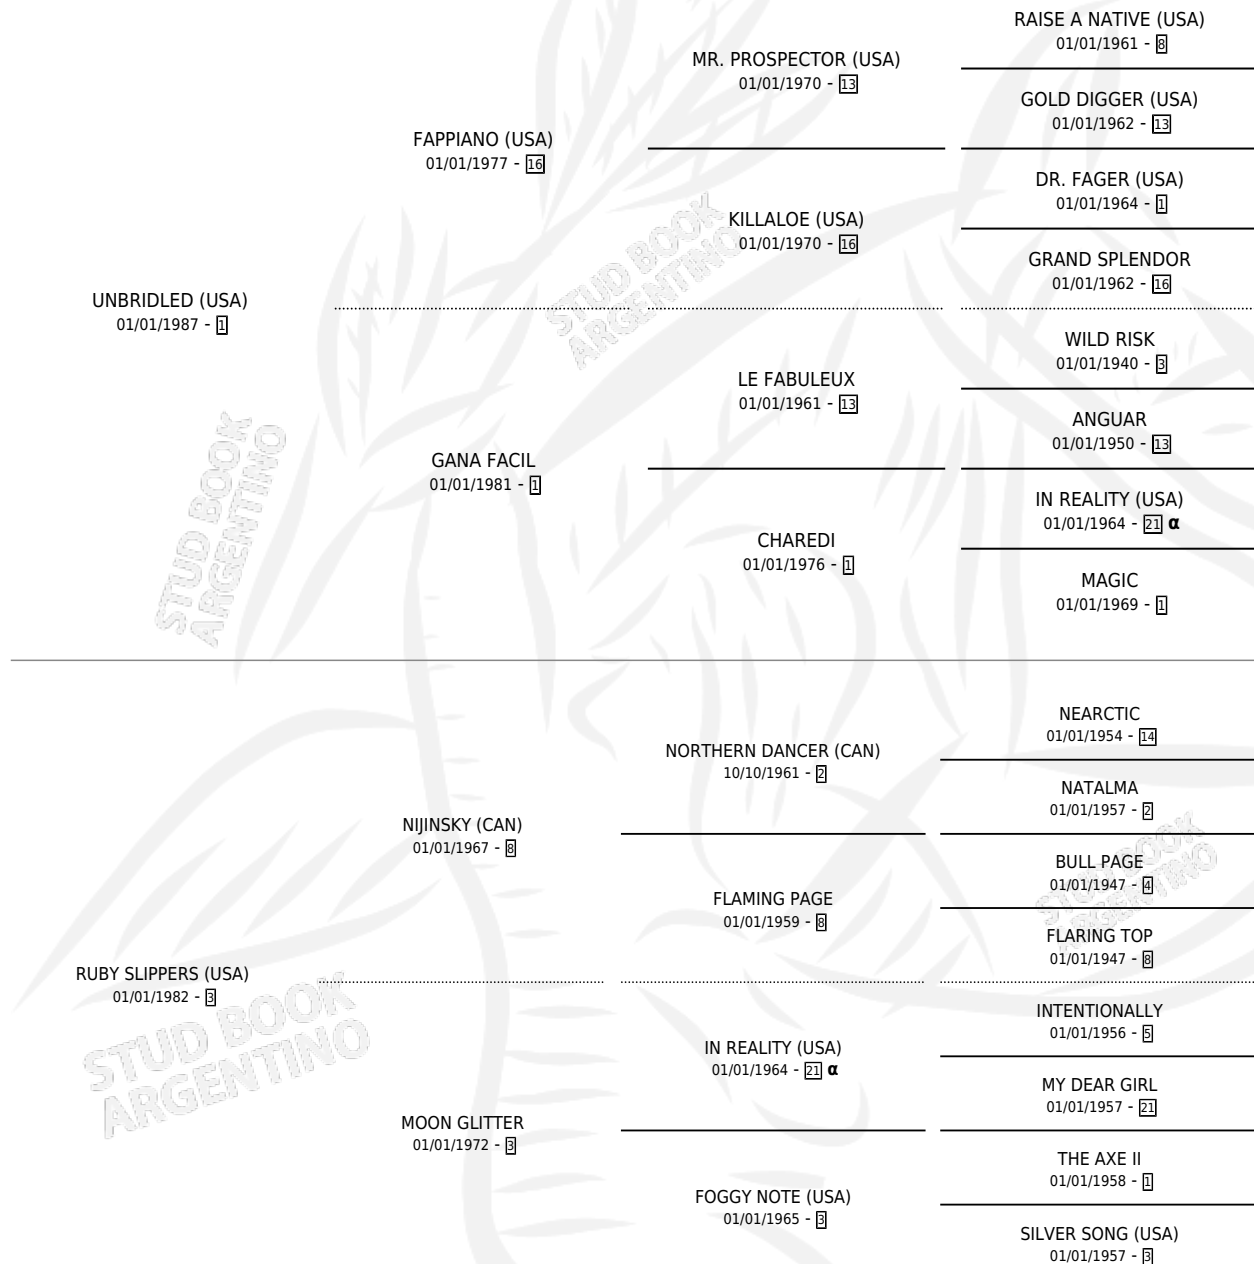 RAISE A NATIVE (USA)
01/01/1961 - 8
MR. PROSPECTOR (USA)
01/01/1970 - 13
GOLD DIGGER (USA)
01/01/1962 - 13
FAPPIANO (USA)
01/01/1977 - 16
DR. FAGER (USA)
01/01/1964 - 1
KILLALOE (USA)
01/01/1970 - 16
GRAND SPLENDOR
01/01/1962 - 16
UNBRIDLED (USA)
01/01/1987 - 1
WILD RISK
01/01/1940 - 3
LE FABULEUX
01/01/1961 - 13
ANGUAR
01/01/1950 - 13
GANA FACIL
01/01/1981 - 1
IN REALITY (USA)
01/01/1964 - 21 α
CHAREDI
01/01/1976 - 1
MAGIC
01/01/1969 - 1
NEARCTIC
01/01/1954 - 14
NORTHERN DANCER (CAN)
10/10/1961 - 2
NATALMA
01/01/1957 - 2
NIJINSKY (CAN)
01/01/1967 - 8
BULL PAGE
01/01/1947 - 4
FLAMING PAGE
01/01/1959 - 8
FLARING TOP
01/01/1947 - 8
RUBY SLIPPERS (USA)
01/01/1982 - 3
INTENTIONALLY
01/01/1956 - 5
IN REALITY (USA)
01/01/1964 - 21 α
MY DEAR GIRL
01/01/1957 - 21
MOON GLITTER
01/01/1972 - 3
THE AXE II
01/01/1958 - 1
FOGGY NOTE (USA)
01/01/1965 - 3
SILVER SONG (USA)
01/01/1957 - 3
STUD BOOK
ARGENTINO
STUD BOOK
ARGENTINO
STUD BOOK
ARGENTINO
STUD BOOK
ARGENTINO